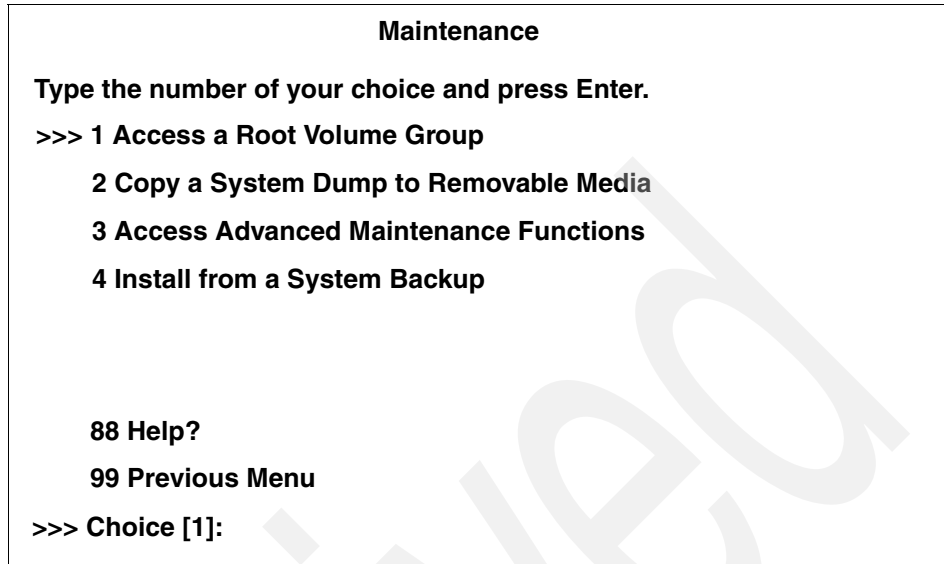 Maintenance
Type the number of your choice and press Enter.
>>> 1 Access a Root Volume Group
2 Copy a System Dump to Removable Media
3 Access Advanced Maintenance Functions
4 Install from a System Backup
88 Help?
99 Previous Menu
>>> Choice [1]: